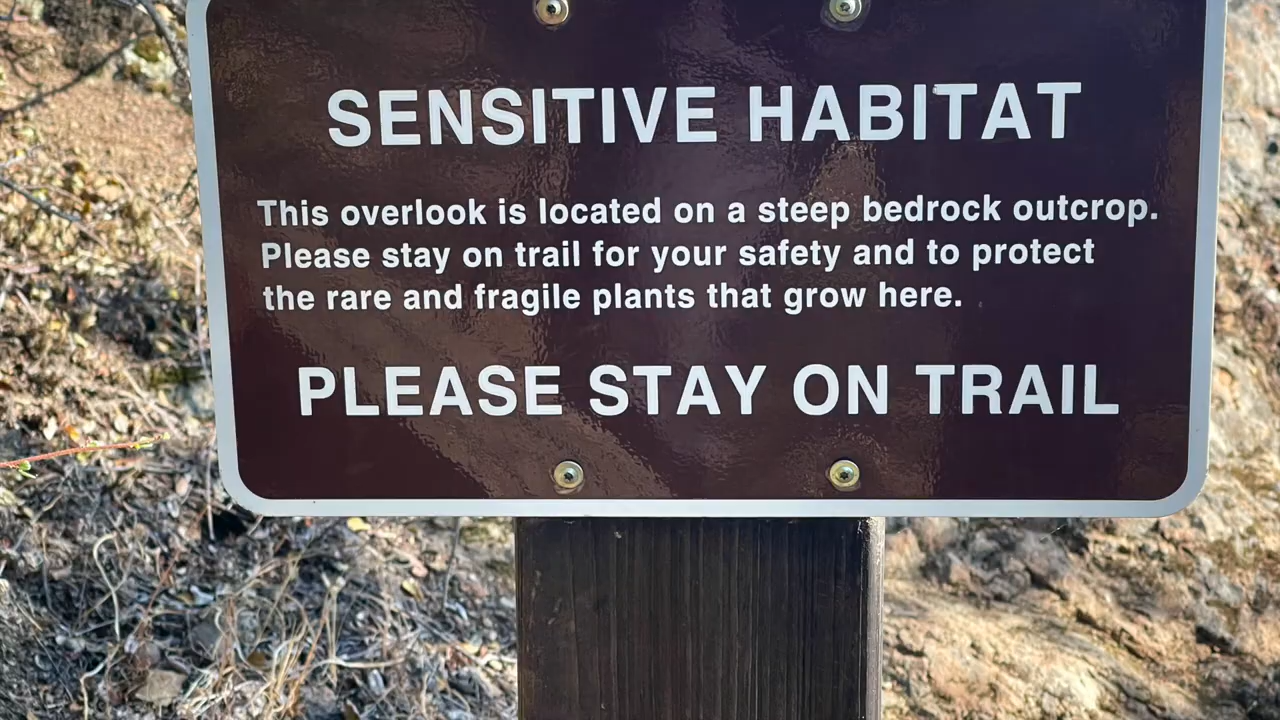 SENSITIVE HABITAT
This overlook is located on a steep bedrock outcrop.
Please stay on trail for your safety and to protect
the rare and fragile plants that grow here.
PLEASE STAY ON TRAIL